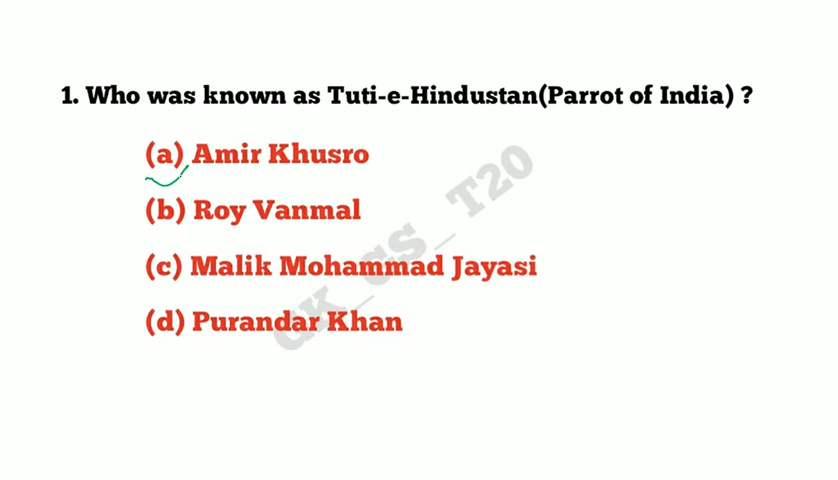 1. Who was known as Tuti-e-Hindustan(Parrot of India) ?
(a) Amir Khusro
(b) Roy Vanmal
(c) Malik Mohammad Jayasi
(d) Purandar Khan
GK_GS_T20